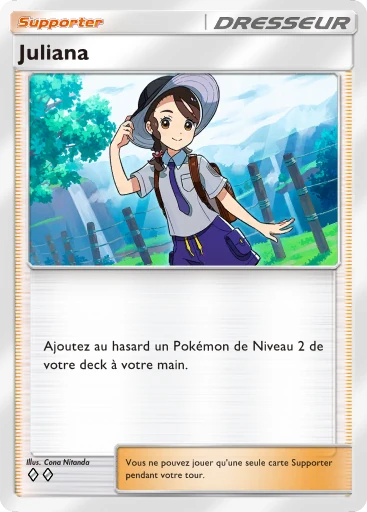 Supporter
DRESSEUR
Juliana
Ajoutez au hasard un Pokémon de Niveau 2 de
votre deck à votre main.
Illus. Cona Nitanda
Vous ne pouvez jouer qu'une seule carte Supporter
pendant votre tour.